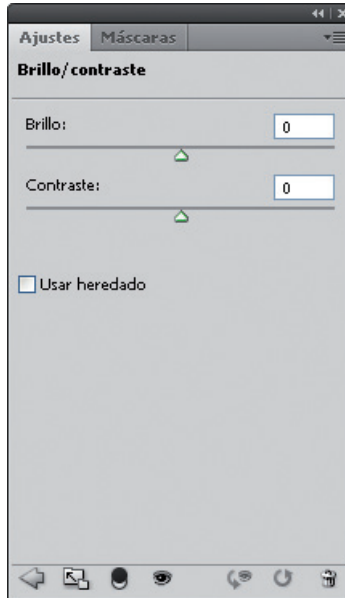 Ajustes Máscaras
Brillo/contraste
Brillo: 0
Contraste: 0
Usar heredado